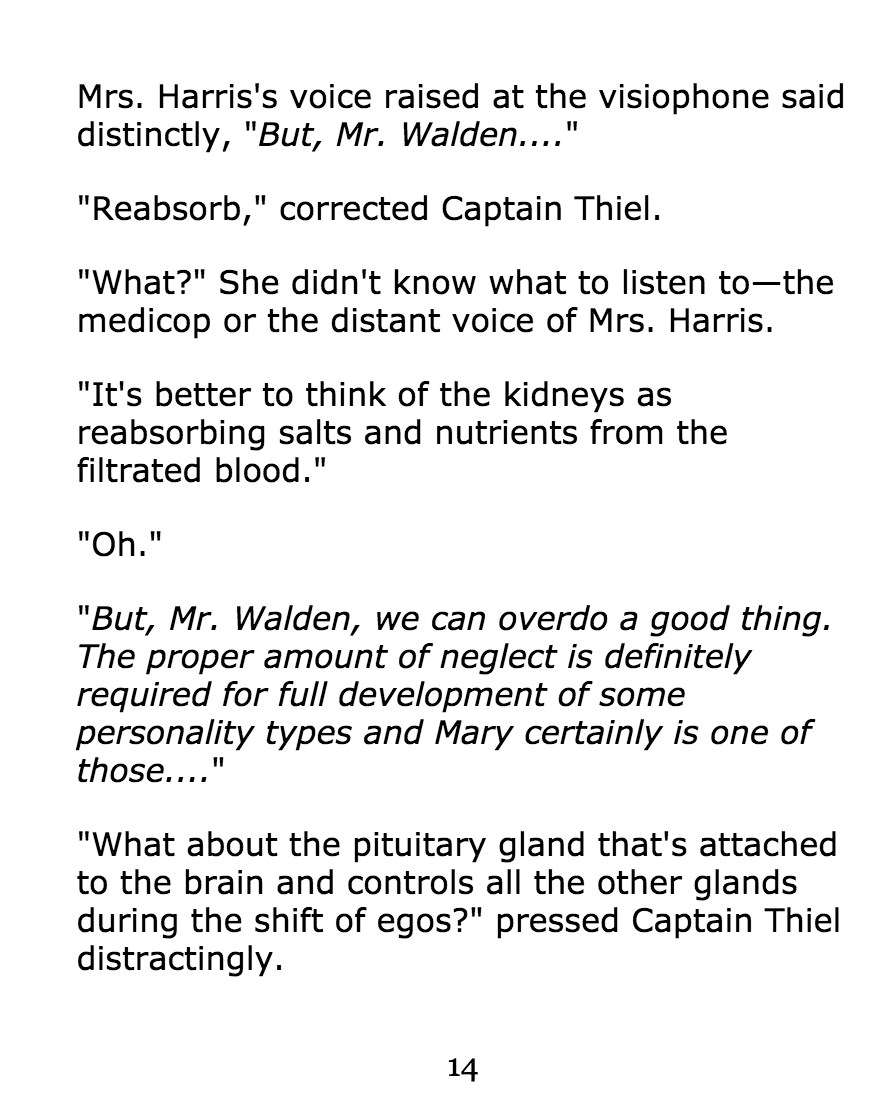 Mrs. Harris's voice raised at the visiophone said
distinctly, "But, Mr. Walden...."
"Reabsorb," corrected Captain Thiel.
"What?" She didn't know what to listen to—the
medicop or the distant voice of Mrs. Harris.
"It's better to think of the kidneys as
reabsorbing salts and nutrients from the
filtrated blood."
"Oh."
"But, Mr. Walden, we can overdo a good thing.
The proper amount of neglect is definitely
required for full development of some
personality types and Mary certainly is one of
those...."
"What about the pituitary gland that's attached
to the brain and controls all the other glands
during the shift of egos?" pressed Captain Thiel
distractingly.
14